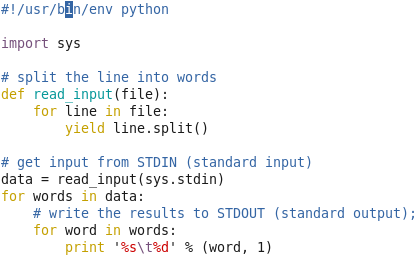 #!/usr/bin/env python

import sys

# split the line into words
def read_input(file):
    for line in file:
        yield line.split()

# get input from STDIN (standard input)
data = read_input(sys.stdin)
for words in data:
    # write the results to STDOUT (standard output);
    for word in words:
        print '%s\t%d' % (word, 1)